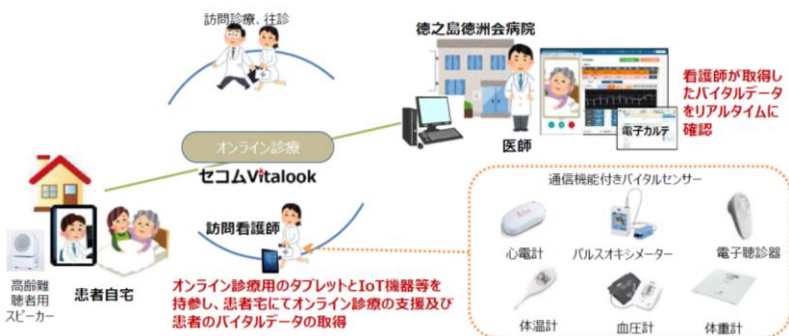 訪問診療、往診
徳之島徳洲会病院
看護師が取得し
たバイタルデータ
をリアルタイムに
確認
電子カルテ
医師
オンライン診療
セコムVitalook
訪問看護師
高齢難
聴者用
スピーカー
患者自宅
オンライン診療用のタブレットとIoT機器等を
持参し、患者宅にてオンライン診療の支援及び
患者のバイタルデータの取得
通信機能付きバイタルセンサー
心電計
パルスオキシメーター
電子聴診器
体温計
血圧計
体重計